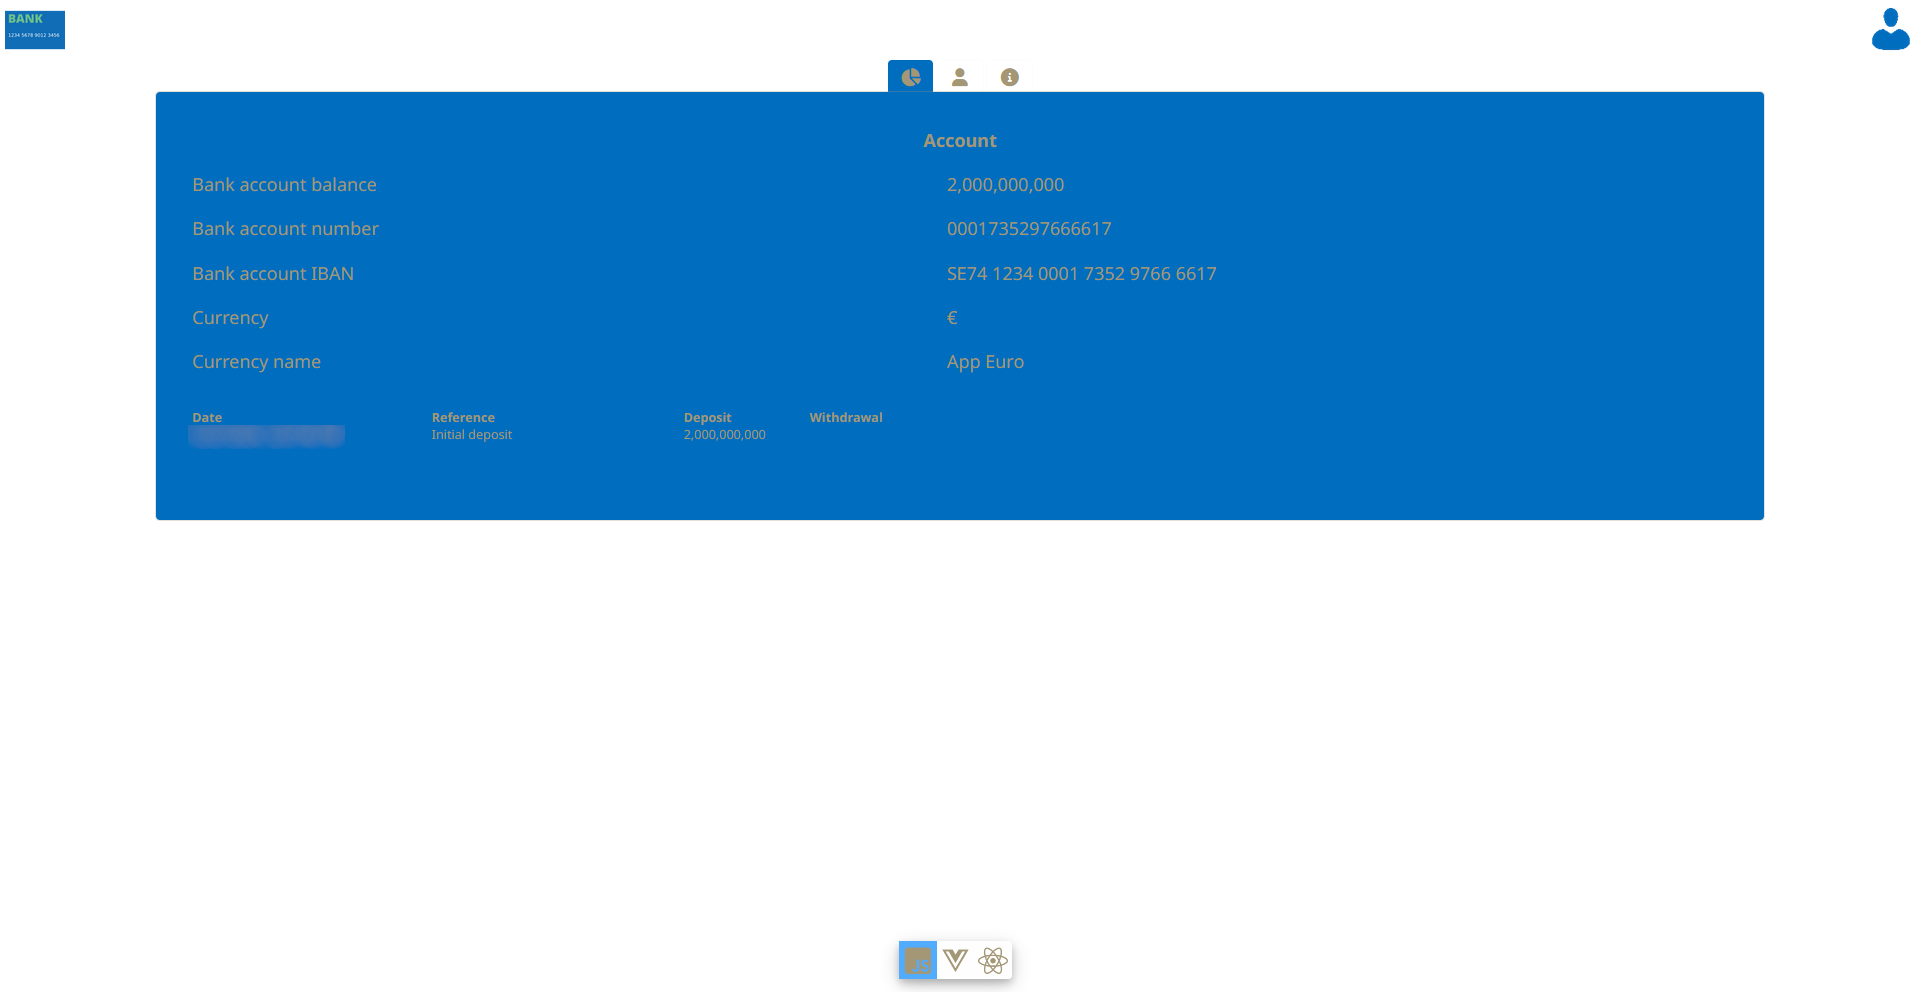 BANK
1234 5678 9012 3456
Account
Bank account balance 2,000,000,000
Bank account number 0001735297666617
Bank account IBAN SE74 1234 0001 7352 9766 6617
Currency €
Currency name App Euro
Date Reference Deposit Withdrawal
Initial deposit 2,000,000,000
JS